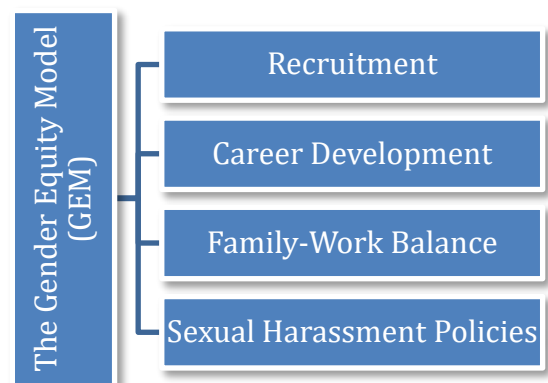 The Gender Equity Model
(GEM)
Recruitment
Career Development
Family-Work Balance
Sexual Harassment Policies